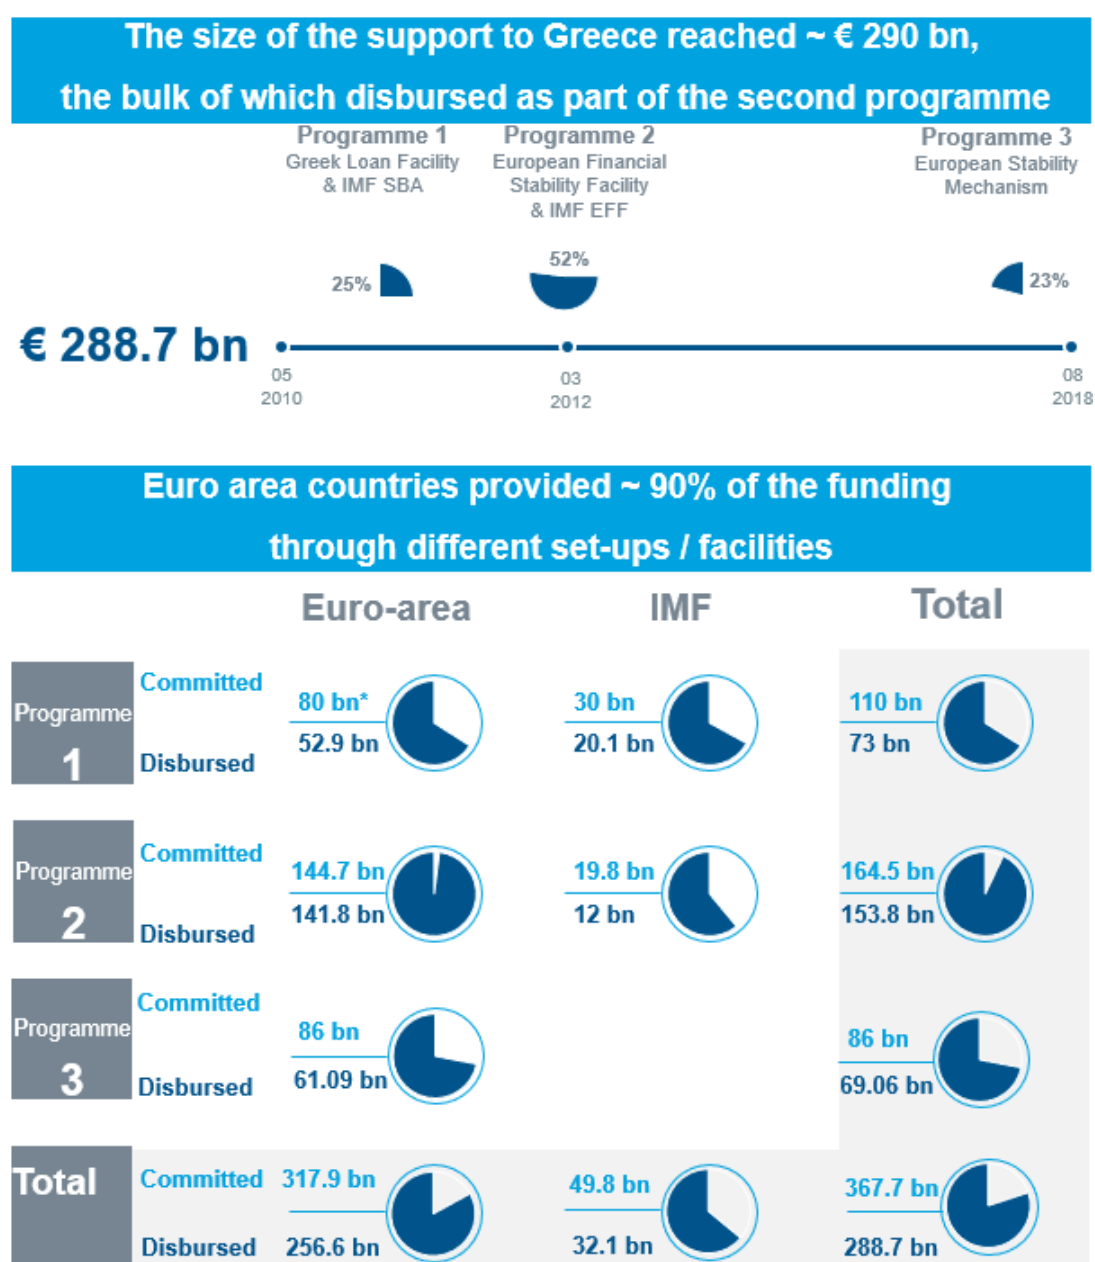 The size of the support to Greece reached ~ € 290 bn,
the bulk of which disbursed as part of the second programme
Programme 1
Greek Loan Facility
& IMF SBA
Programme 2
European Financial
Stability Facility
& IMF EFF
Programme 3
European Stability
Mechanism
25%
52%
23%
€ 288.7 bn
05
2010
03
2012
08
2018
Euro area countries provided ~ 90% of the funding
through different set-ups / facilities
Euro-area
IMF
Total
Programme
1
Committed
80 bn*
30 bn
110 bn
Disbursed
52.9 bn
20.1 bn
73 bn
Programme
2
Committed
144.7 bn
19.8 bn
164.5 bn
Disbursed
141.8 bn
12 bn
153.8 bn
Programme
3
Committed
86 bn
86 bn
Disbursed
61.09 bn
69.06 bn
Total
Committed
317.9 bn
49.8 bn
367.7 bn
Disbursed
256.6 bn
32.1 bn
288.7 bn